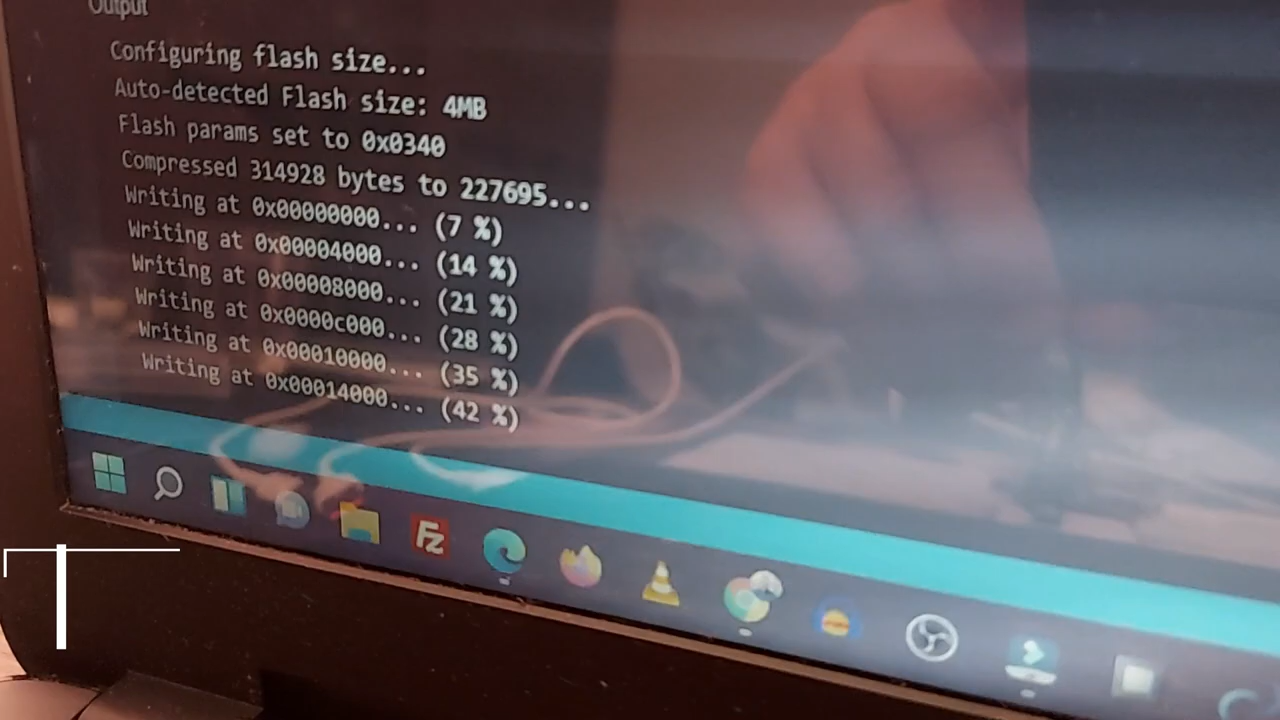 Output
Configuring flash size...
Auto-detected Flash size: 4MB
Flash params set to 0x0340
Compressed 314928 bytes to 227695...
Writing at 0x00000000... (7 %)
Writing at 0x00004000... (14 %)
Writing at 0x00008000... (21 %)
Writing at 0x0000c000... (28 %)
Writing at 0x00010000... (35 %)
Writing at 0x00014000... (42 %)
Fz
T